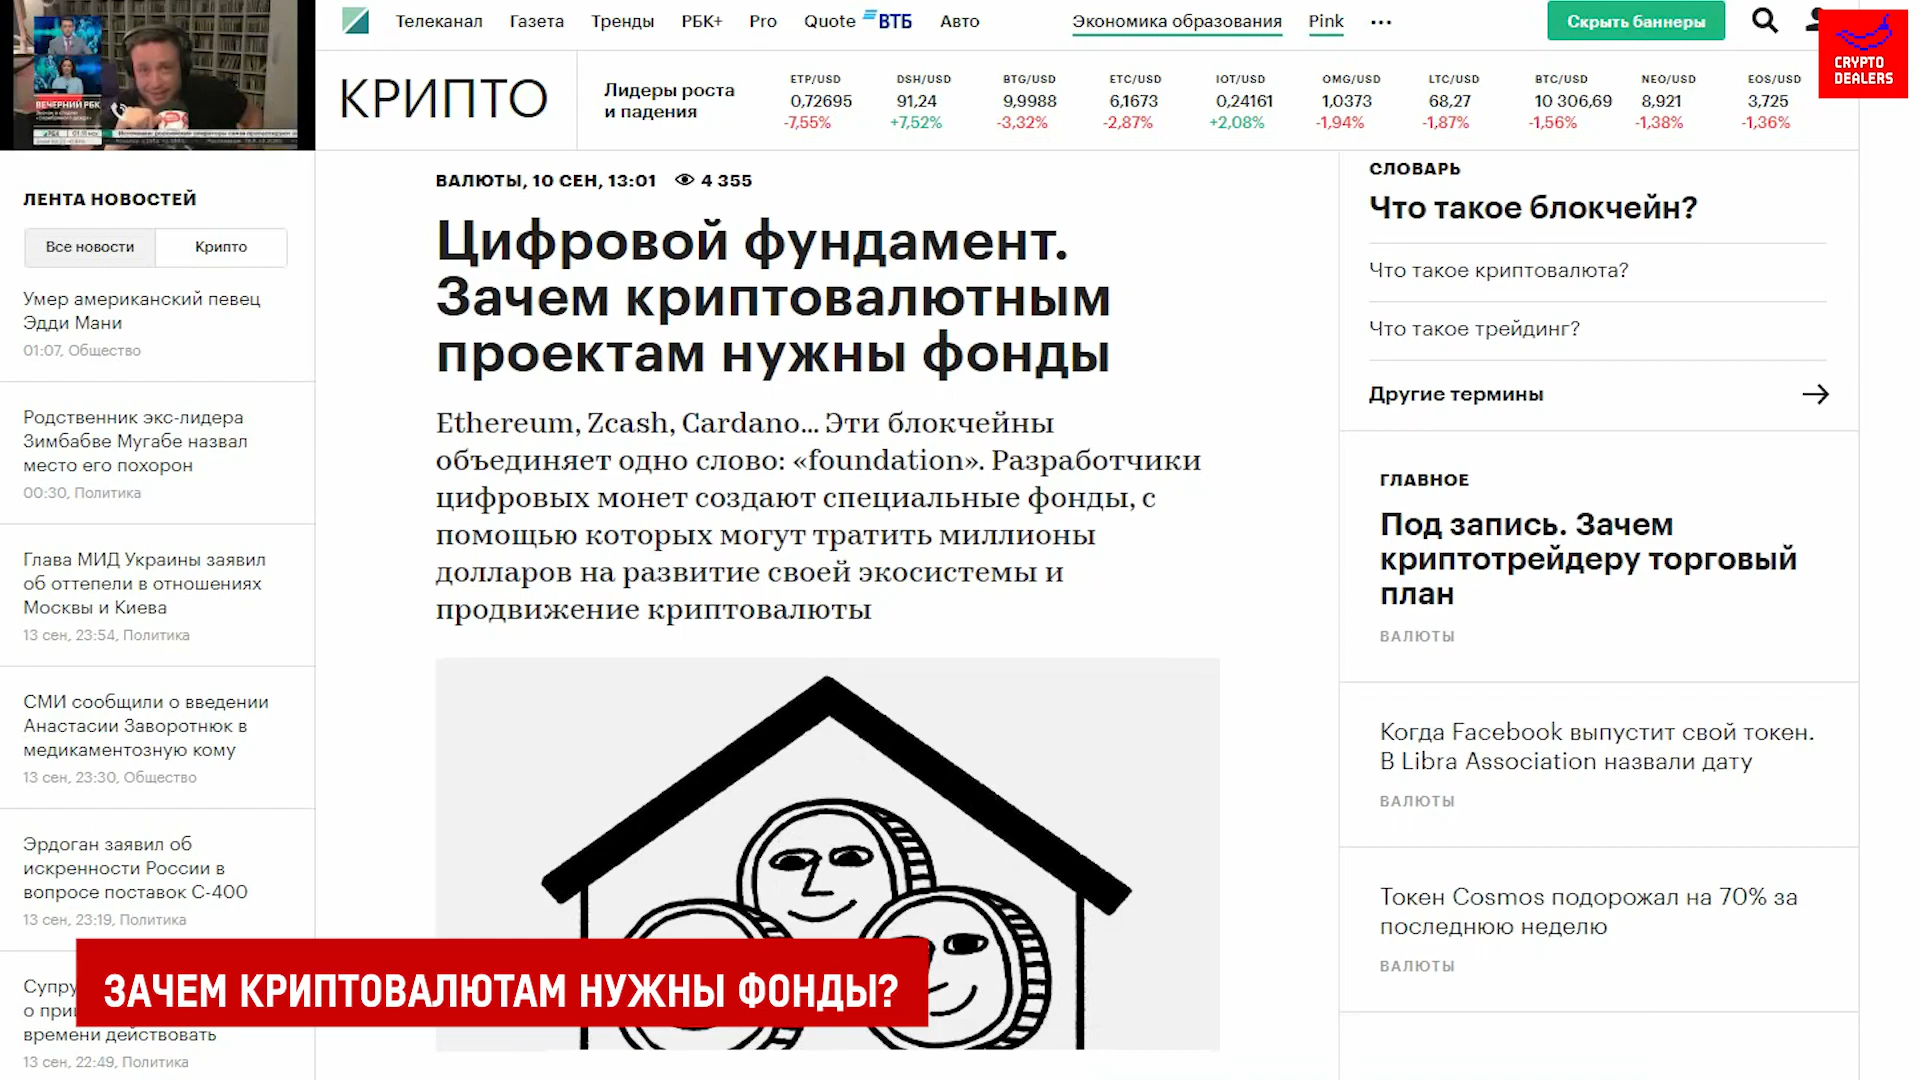 Телеканал Газета Тренды РБК+ Pro Quote ВТБ Авто Экономика образования Pink ••• Скрыть баннеры
CRYPTO
DEALERS
ВЕЧЕРНИЙ РБК
КРИПТО
Лидеры роста
и падения
ETP/USD DSH/USD BTG/USD ETC/USD IOT/USD OMG/USD LTC/USD BTC/USD NEO/USD EOS/USD
0,72695 91,24 9,9988 6,1673 0,24161 1,0373 68,27 10 306,69 8,921 3,725
-7,55% +7,52% -3,32% -2,87% +2,08% -1,94% -1,87% -1,56% -1,38% -1,36%
ЛЕНТА НОВОСТЕЙ
Все новости Крипто
Умер американский певец
Эдди Мани
01:07, Общество
Родственник экс-лидера
Зимбабве Мугабе назвал
место его похорон
00:30, Политика
Глава МИД Украины заявил
об оттепели в отношениях
Москвы и Киева
13 сен, 23:54, Политика
СМИ сообщили о введении
Анастасии Заворотнюк в
медикаментозную кому
13 сен, 23:30, Общество
Эрдоган заявил об
искренности России в
вопросе поставок С-400
13 сен, 23:19, Политика
времени действовать
13 сен, 22:49, Политика
ВАЛЮТЫ, 10 СЕН, 13:01 4 355
Цифровой фундамент.
Зачем криптовалютным
проектам нужны фонды
Ethereum, Zcash, Cardano... Эти блокчейны
объединяет одно слово: «foundation». Разработчики
цифровых монет создают специальные фонды, с
помощью которых могут тратить миллионы
долларов на развитие своей экосистемы и
продвижение криптовалюты
ЗАЧЕМ КРИПТОВАЛЮТАМ НУЖНЫ ФОНДЫ?
СЛОВАРЬ
Что такое блокчейн?
Что такое криптовалюта?
Что такое трейдинг?
Другие термины
ГЛАВНОЕ
Под запись. Зачем
криптотрейдеру торговый
план
ВАЛЮТЫ
Когда Facebook выпустит свой токен.
В Libra Association назвали дату
ВАЛЮТЫ
Токен Cosmos подорожал на 70% за
последнюю неделю
ВАЛЮТЫ